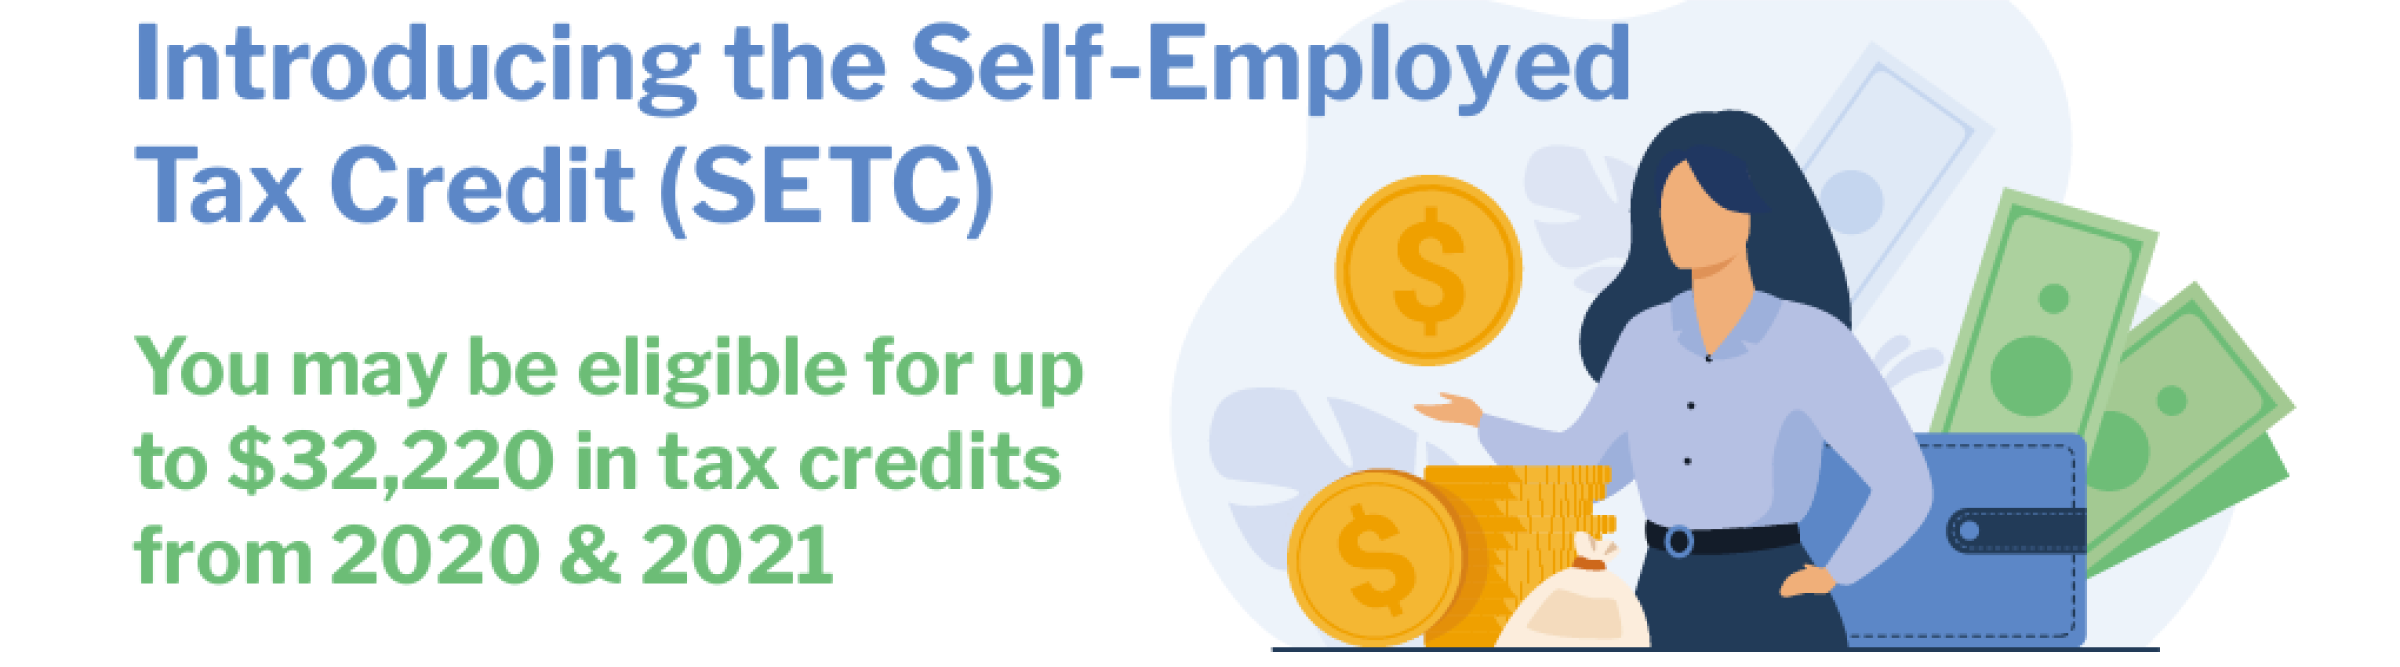 Introducing the Self-Employed
Tax Credit (SETC)
You may be eligible for up
to $32,220 in tax credits
from 2020 & 2021
$
$